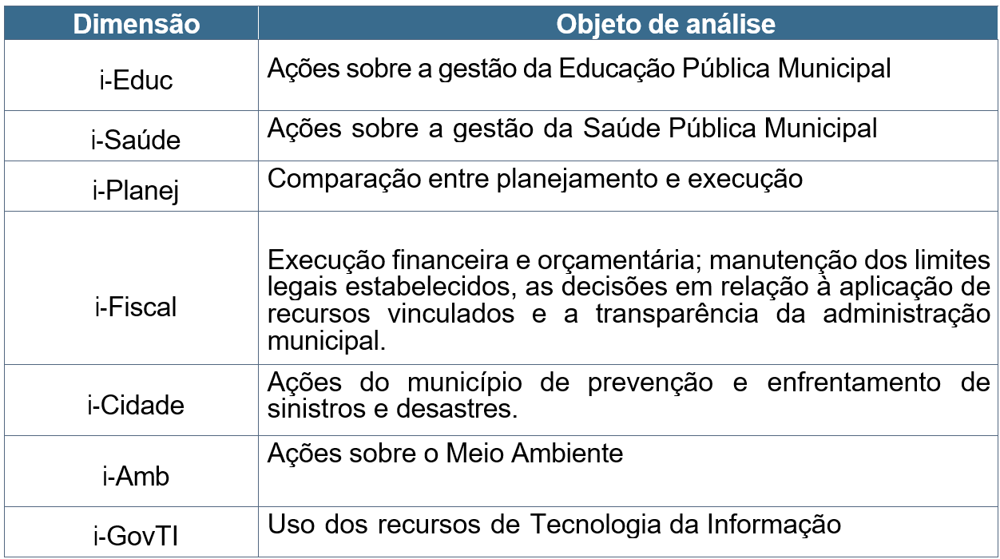 Dimensão Objeto de análise
i-Educ Ações sobre a gestão da Educação Pública Municipal
i-Saúde Ações sobre a gestão da Saúde Pública Municipal
i-Planej Comparação entre planejamento e execução
i-Fiscal
Execução financeira e orçamentária; manutenção dos limites
legais estabelecidos, as decisões em relação à aplicação de
recursos vinculados e a transparência da administração
municipal.
i-Cidade
Ações do município de prevenção e enfrentamento de
sinistros e desastres.
i-Amb Ações sobre o Meio Ambiente
i-GovTI Uso dos recursos de Tecnologia da Informação